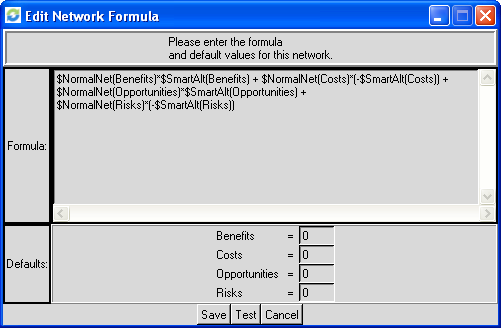 Edit Network Formula
Please enter the formula
and default values for this network.
Formula:
$NormalNet(Benefits)*$SmartAlt(Benefits) + $NormalNet(Costs)*(-$SmartAlt(Costs)) +
$NormalNet(Opportunities)*$SmartAlt(Opportunities) +
$NormalNet(Risks)*(-$SmartAlt(Risks))
Defaults:
Benefits = 0
Costs = 0
Opportunities = 0
Risks = 0
Save Test Cancel